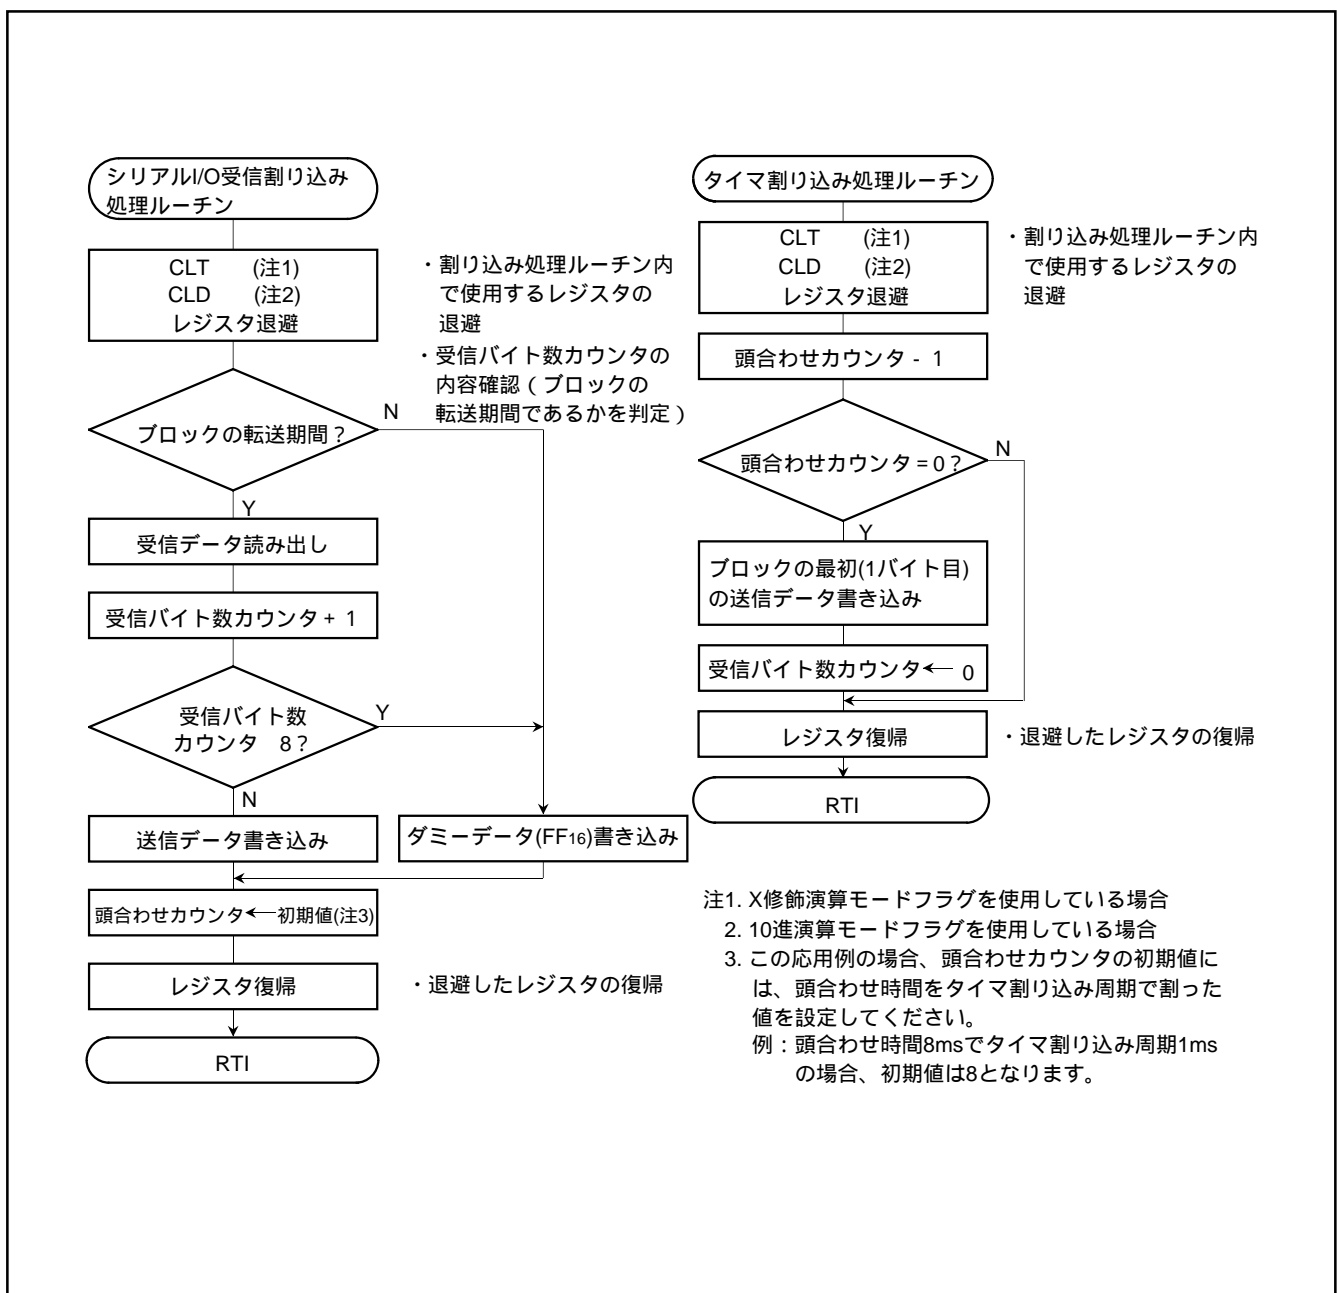 シリアルI/O受信割り込み
処理ルーチン
CLT (注1)
CLD (注2)
レジスタ退避
・割り込み処理ルーチン内
で使用するレジスタの
退避
・受信バイト数カウンタの
内容確認(ブロックの
転送期間であるかを判定)
ブロックの転送期間?
N
Y
受信データ読み出し
受信バイト数カウンタ + 1
受信バイト数
カウンタ 8?
Y
N
送信データ書き込み
ダミーデータ(FF16)書き込み
頭合わせカウンタ←初期値(注3)
レジスタ復帰
・退避したレジスタの復帰
RTI
タイマ割り込み処理ルーチン
CLT (注1)
CLD (注2)
レジスタ退避
・割り込み処理ルーチン内
で使用するレジスタの
退避
頭合わせカウンタ - 1
頭合わせカウンタ = 0?
N
Y
ブロックの最初(1バイト目)
の送信データ書き込み
受信バイト数カウンタ← 0
レジスタ復帰
・退避したレジスタの復帰
RTI
注1. X修飾演算モードフラグを使用している場合
2. 10進演算モードフラグを使用している場合
3. この応用例の場合、頭合わせカウンタの初期値に
は、頭合わせ時間をタイマ割り込み周期で割った
値を設定してください。
例:頭合わせ時間8msでタイマ割り込み周期1ms
の場合、初期値は8となります。